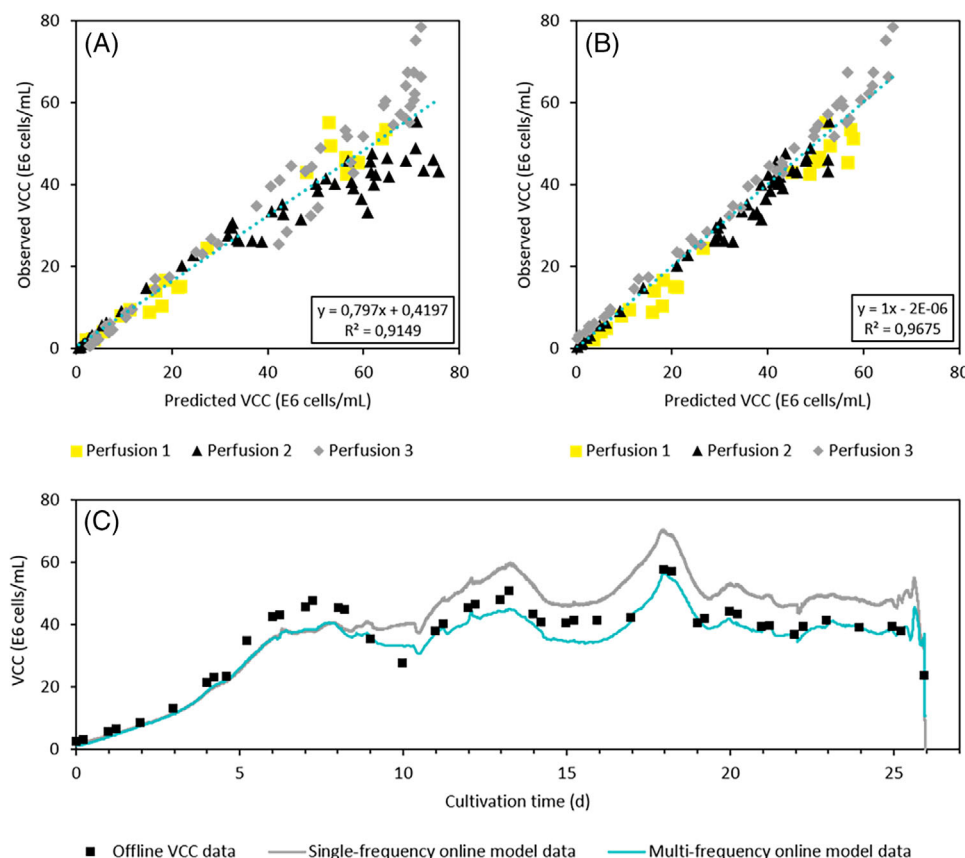 (A)
Observed VCC (E6 cells/mL)
80
60
40
20
0
0 20 40 60 80
y = 0,797x + 0,4197
R² = 0,9149
Predicted VCC (E6 cells/mL)
Perfusion 1 Perfusion 2 Perfusion 3
(B)
Observed VCC (E6 cells/mL)
80
60
40
20
0
0 20 40 60 80
y = 1x - 2E-06
R² = 0,9675
Predicted VCC (E6 cells/mL)
Perfusion 1 Perfusion 2 Perfusion 3
(C)
VCC (E6 cells/mL)
80
60
40
20
0
0 5 10 15 20 25
Cultivation time (d)
Offline VCC data Single-frequency online model data Multi-frequency online model data